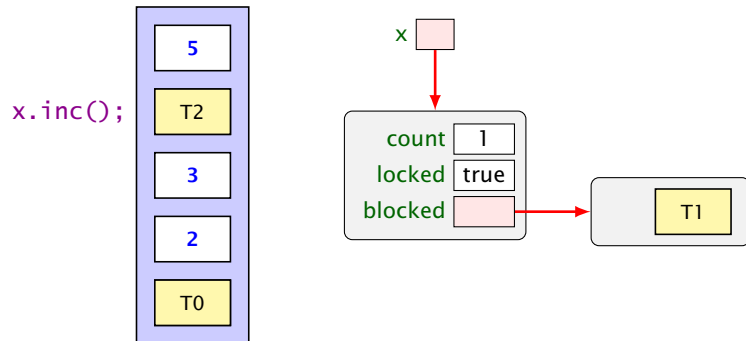 5
x.inc();
T2
3
2
T0
x
count 1
locked true
blocked
T1